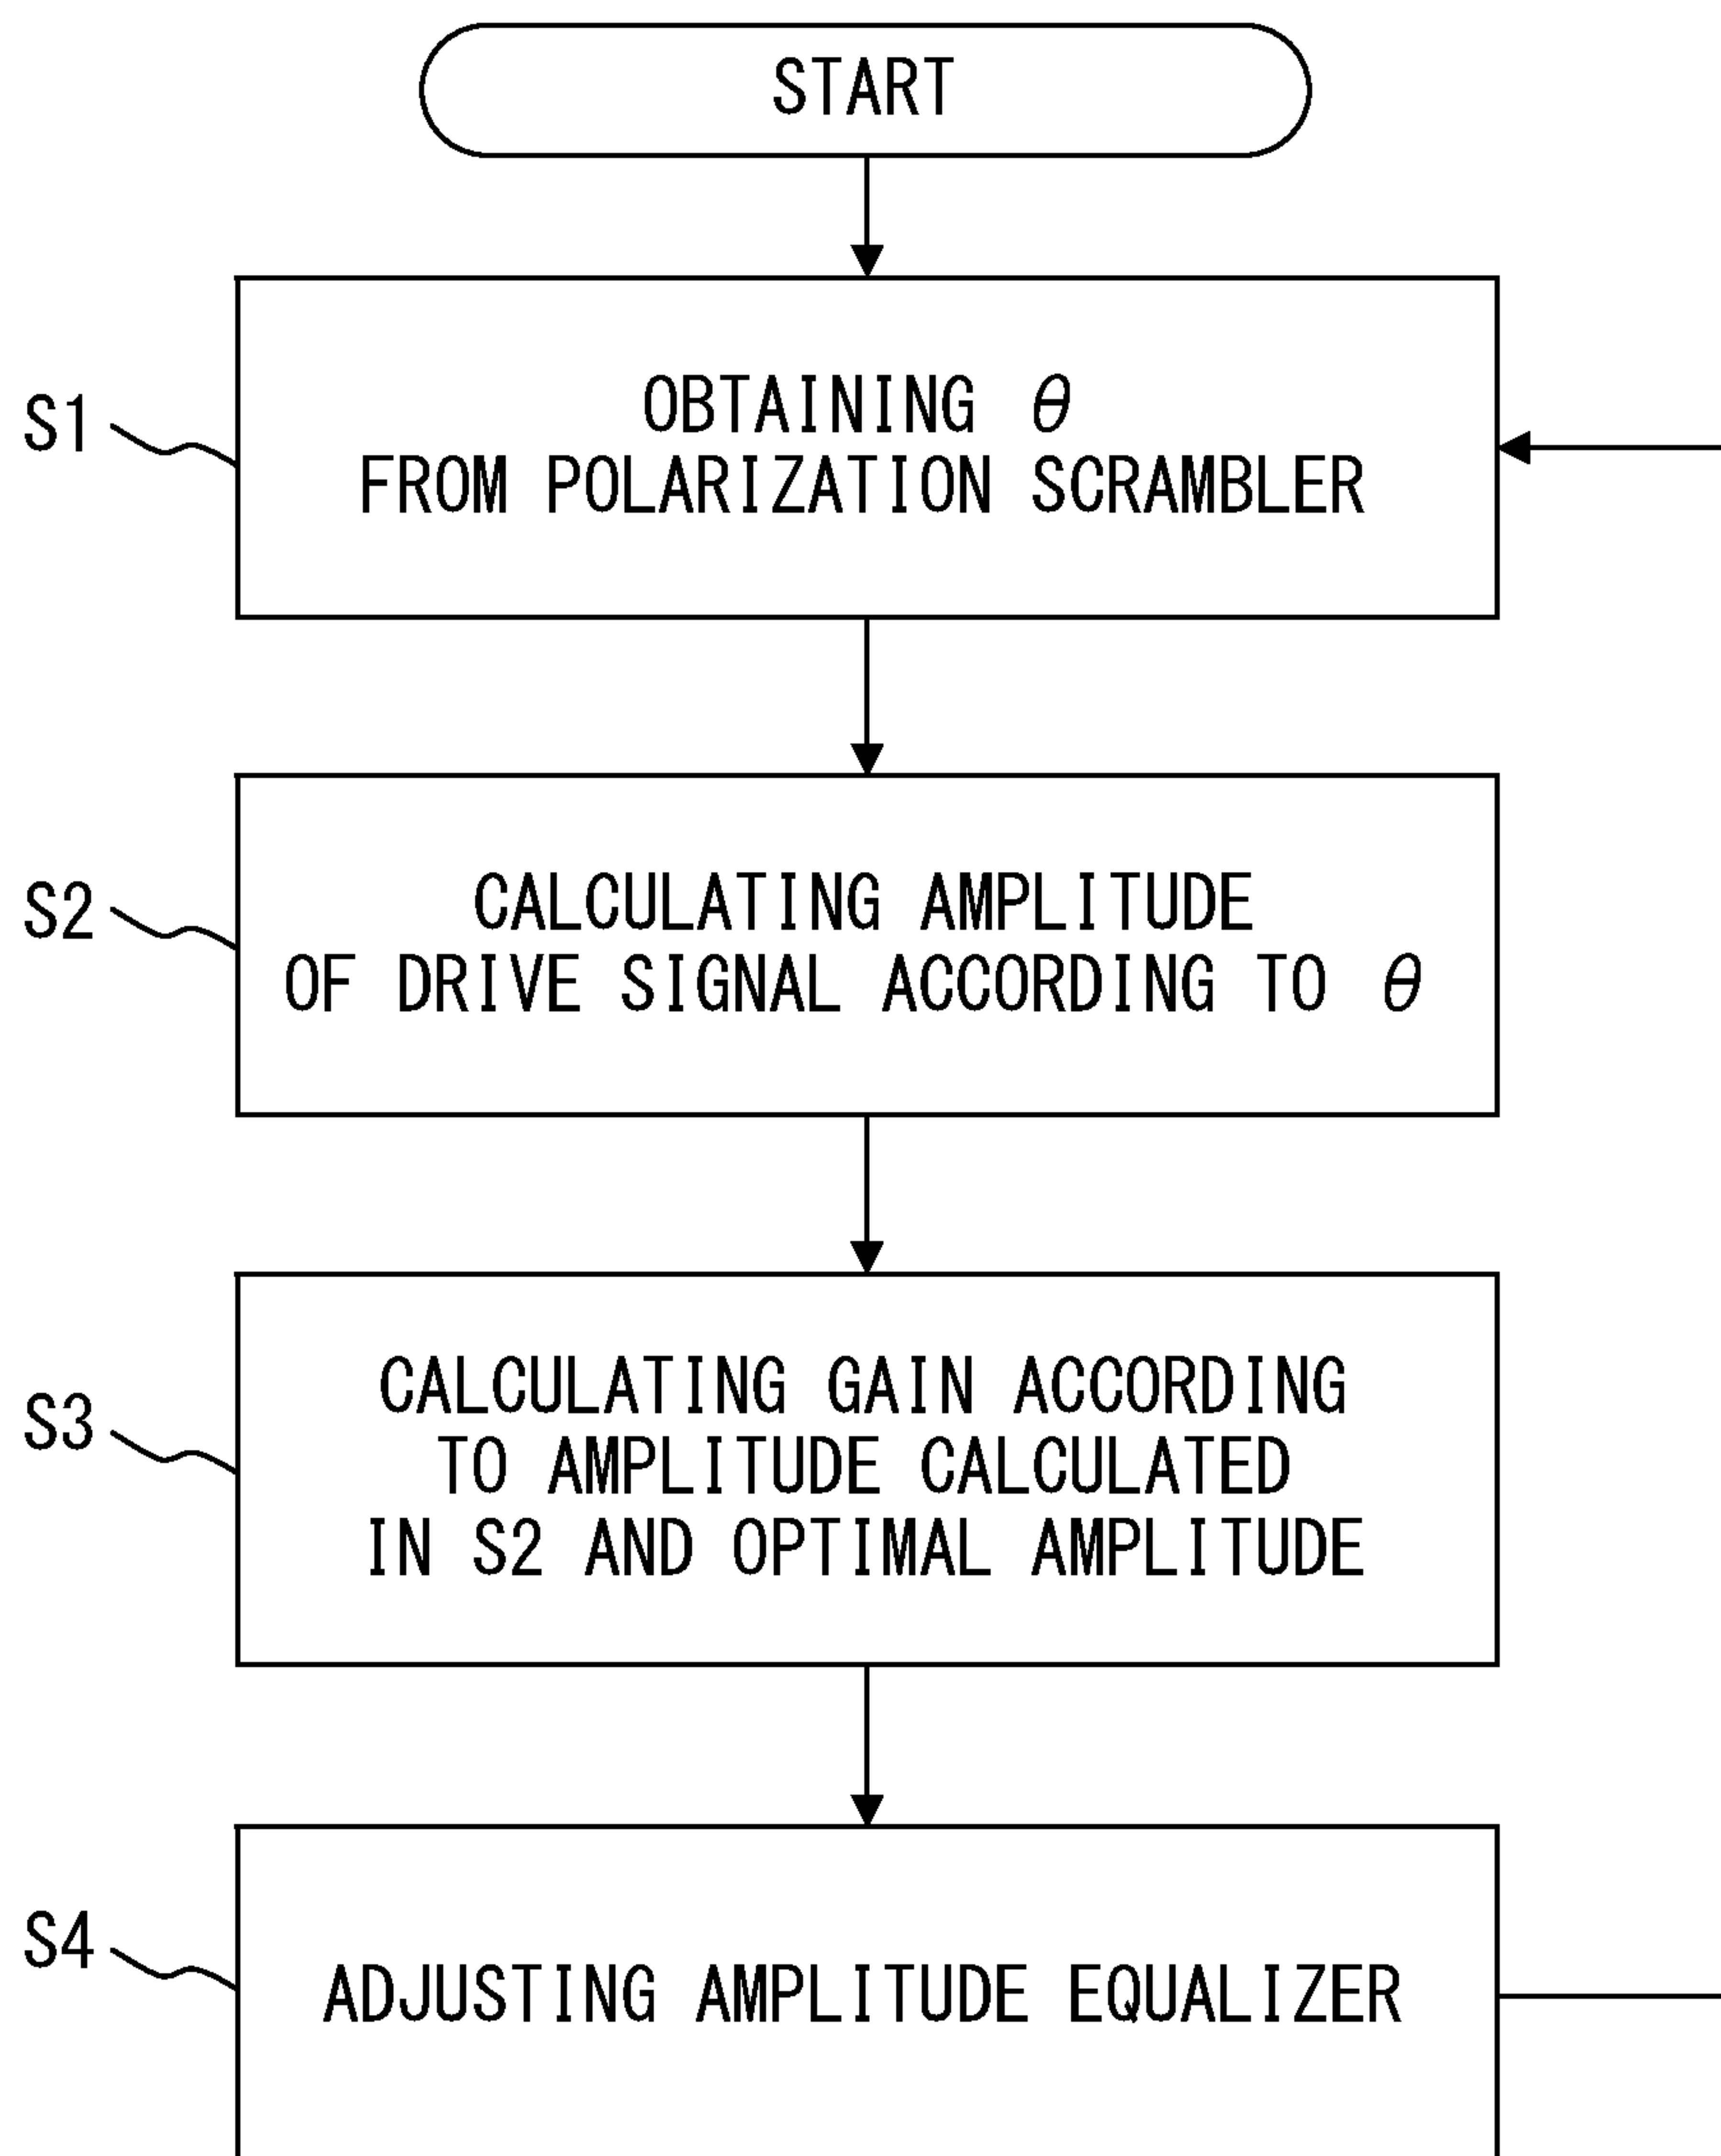 START
S1
OBTAINING θ
FROM POLARIZATION SCRAMBLER
S2
CALCULATING AMPLITUDE
OF DRIVE SIGNAL ACCORDING TO θ
S3
CALCULATING GAIN ACCORDING
TO AMPLITUDE CALCULATED
IN S2 AND OPTIMAL AMPLITUDE
S4
ADJUSTING AMPLITUDE EQUALIZER